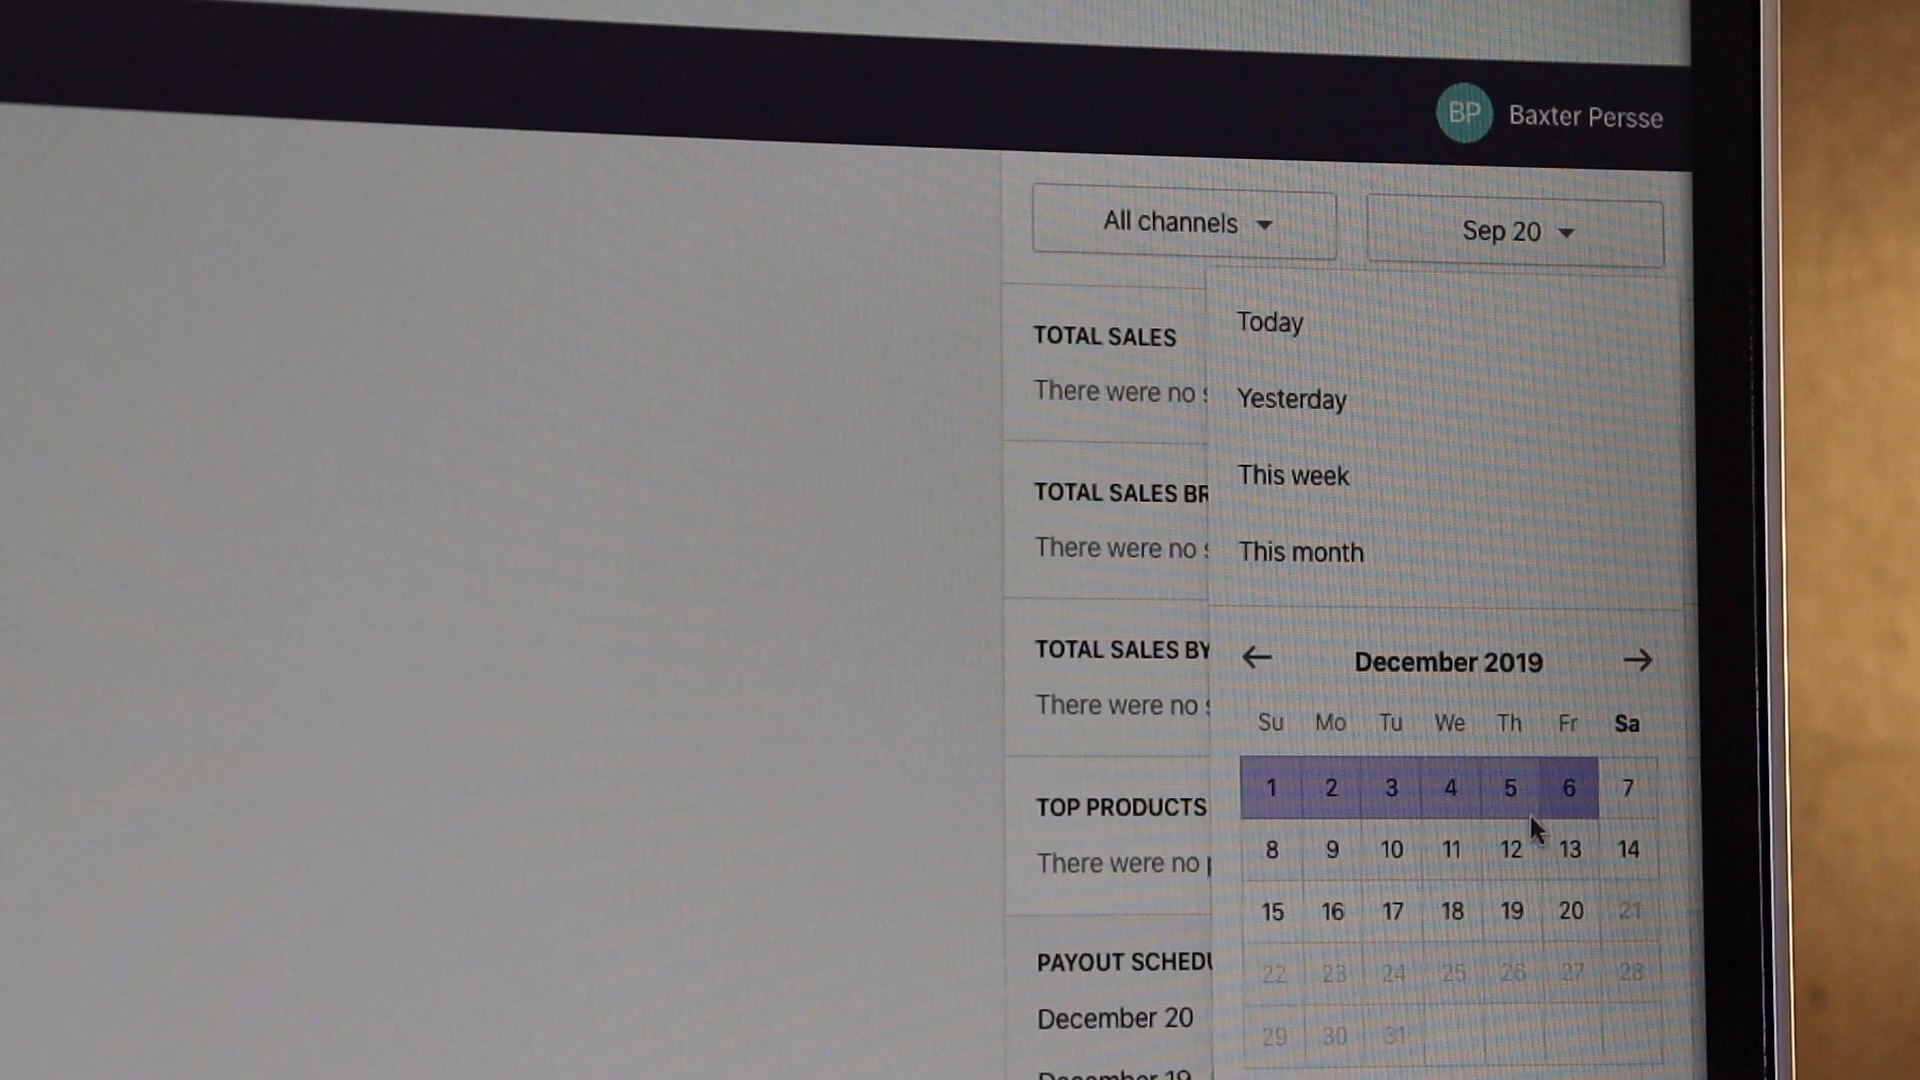 BP Baxter Persse
All channels Sep 20
Today
TOTAL SALES
There were no
Yesterday
This week
TOTAL SALES BR
There were no
This month
TOTAL SALES BY
There were no
December 2019
Su Mo Tu We Th Fr Sa
1 2 3 4 5 6 7
8 9 10 11 12 13 14
15 16 17 18 19 20 21
22 23 24 25 26 27 28
29 30 31
TOP PRODUCTS
There were no
PAYOUT SCHEDU
December 20
December 19